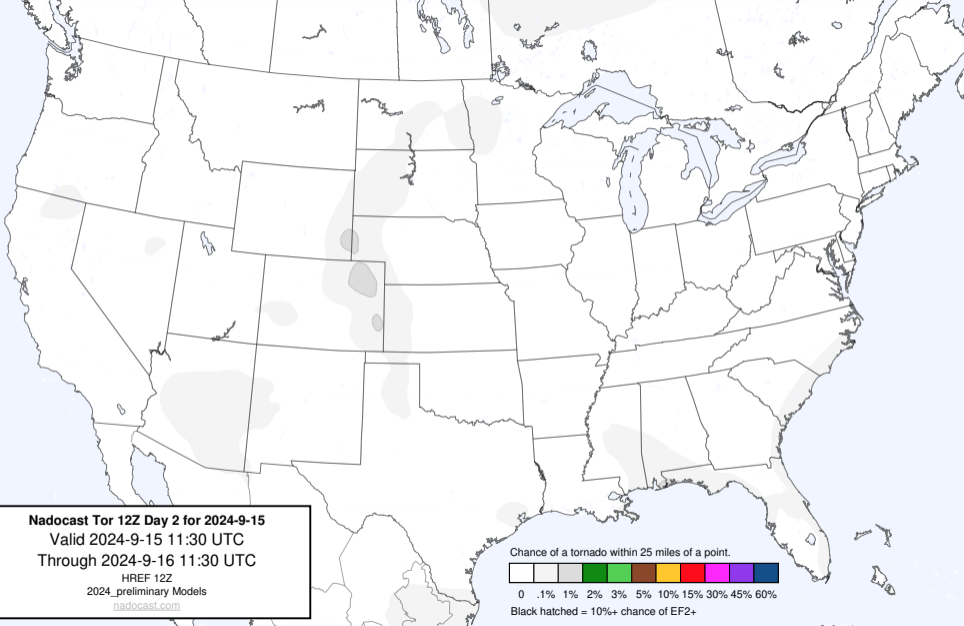 Nadocast Tor 12Z Day 2 for 2024-9-15
Valid 2024-9-15 11:30 UTC
Through 2024-9-16 11:30 UTC
HREF 12Z
2024_preliminary Models
nadocast.com
Chance of a tornado within 25 miles of a point.
0 .1% 1% 2% 3% 5% 10% 15% 30% 45% 60%
Black hatched = 10%+ chance of EF2+